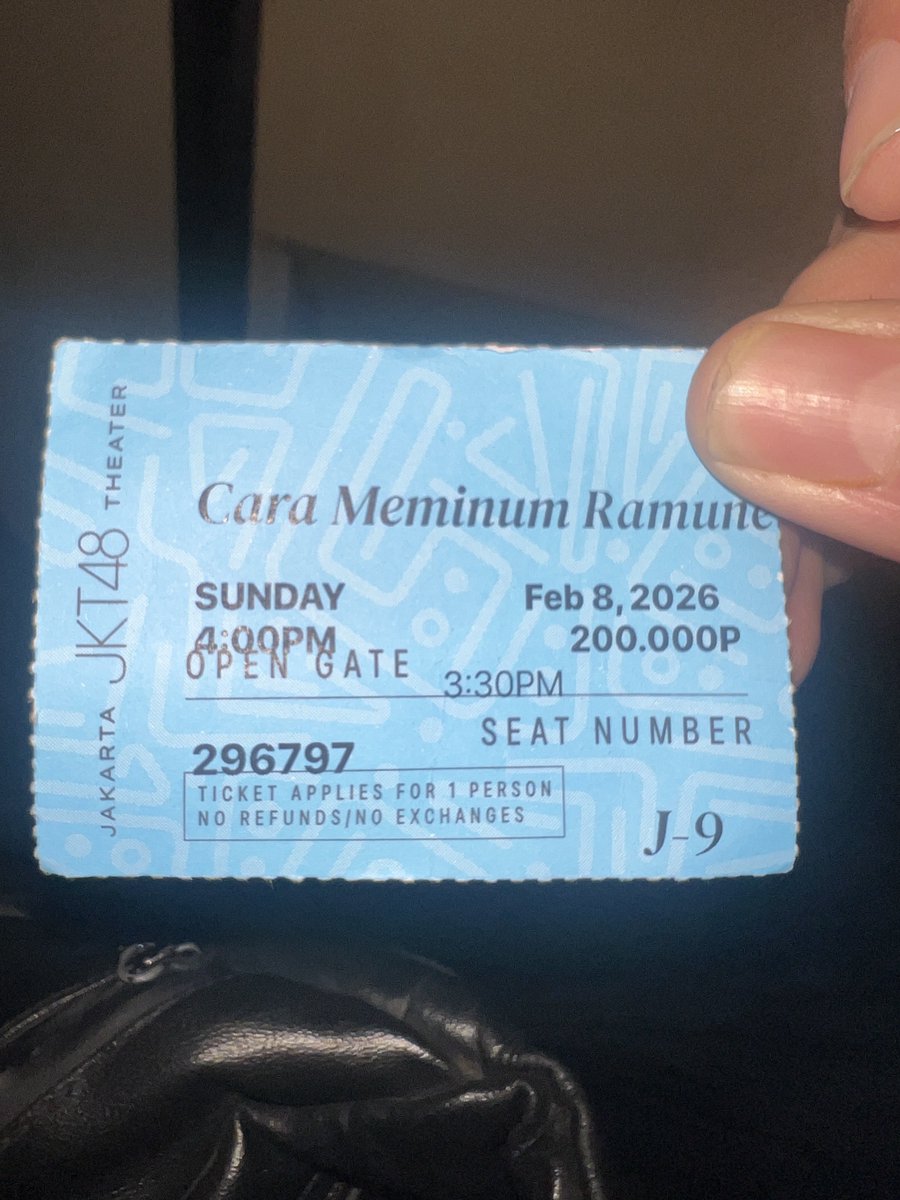 JAKARTA JKT48 THEATER
Cara Meminum Ramune
SUNDAY Feb 8, 2026
4:00PM 200.000P
OPEN GATE 3:30PM
SEAT NUMBER
296797
TICKET APPLIES FOR 1 PERSON
NO REFUNDS/NO EXCHANGES
J-9